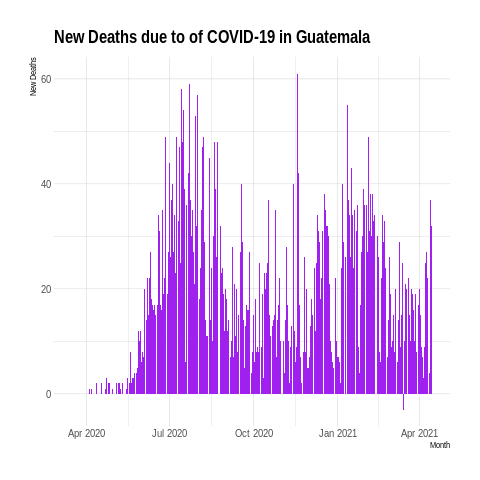 New Deaths due to of COVID-19 in Guatemala
New Deaths
60
40
20
0
Apr 2020 Jul 2020 Oct 2020 Jan 2021 Apr 2021
Month